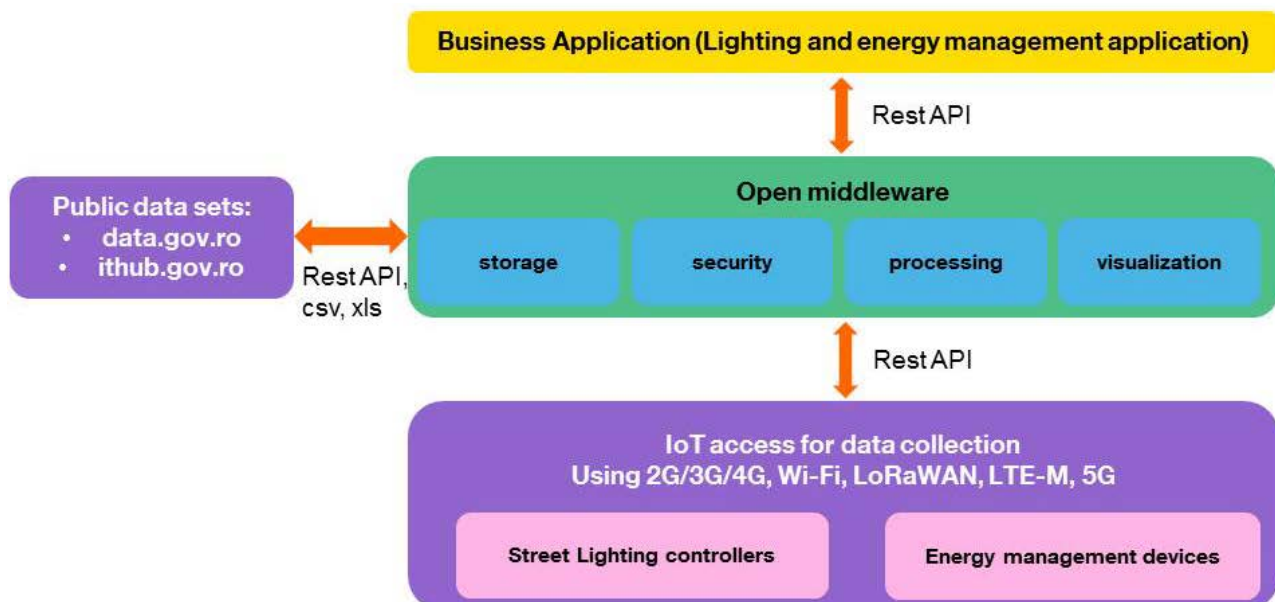 Business Application (Lighting and energy management application)
Rest API
Open middleware
storage
security
processing
visualization
Public data sets:
• data.gov.ro
• ithub.gov.ro
Rest API,
csv, xls
Rest API
IoT access for data collection
Using 2G/3G/4G, Wi-Fi, LoRaWAN, LTE-M, 5G
Street Lighting controllers
Energy management devices